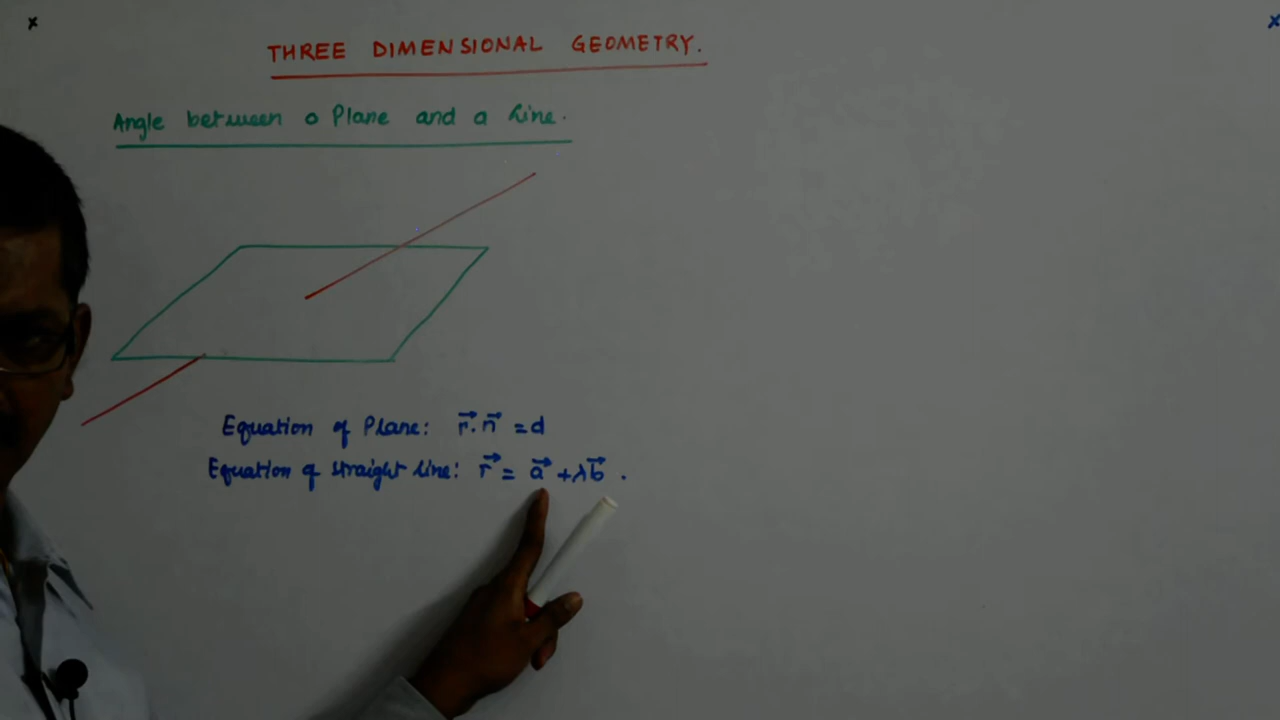 x
x
THREE DIMENSIONAL GEOMETRY.
Angle between a Plane and a Line.
Equation of Plane: r⃗.n⃗ = d
Equation of straight line: r⃗ = a⃗ + λb⃗ .